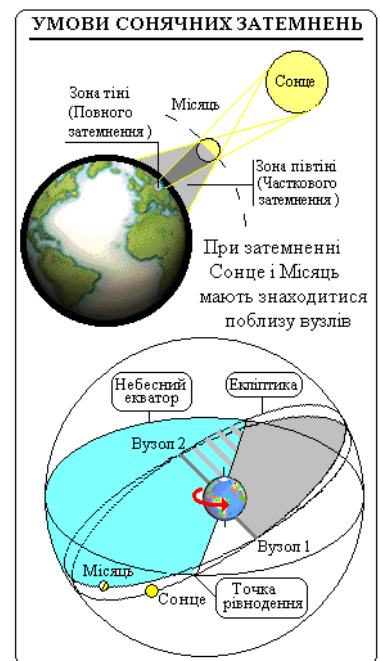 УМОВИ СОНЯЧНИХ ЗАТЕМНЕНЬ
Сонце
Місяць
Зона тіні
(Повного
затемнення )
Зона півтіні
(Часткового
затемнення )
При затемненні
Сонце і Місяць
мають знаходитися
поблизу вузлів
Небесний
екватор
Екліптика
Вузол 2
Вузол 1
Місяць
Сонце
Точка
рівнодення